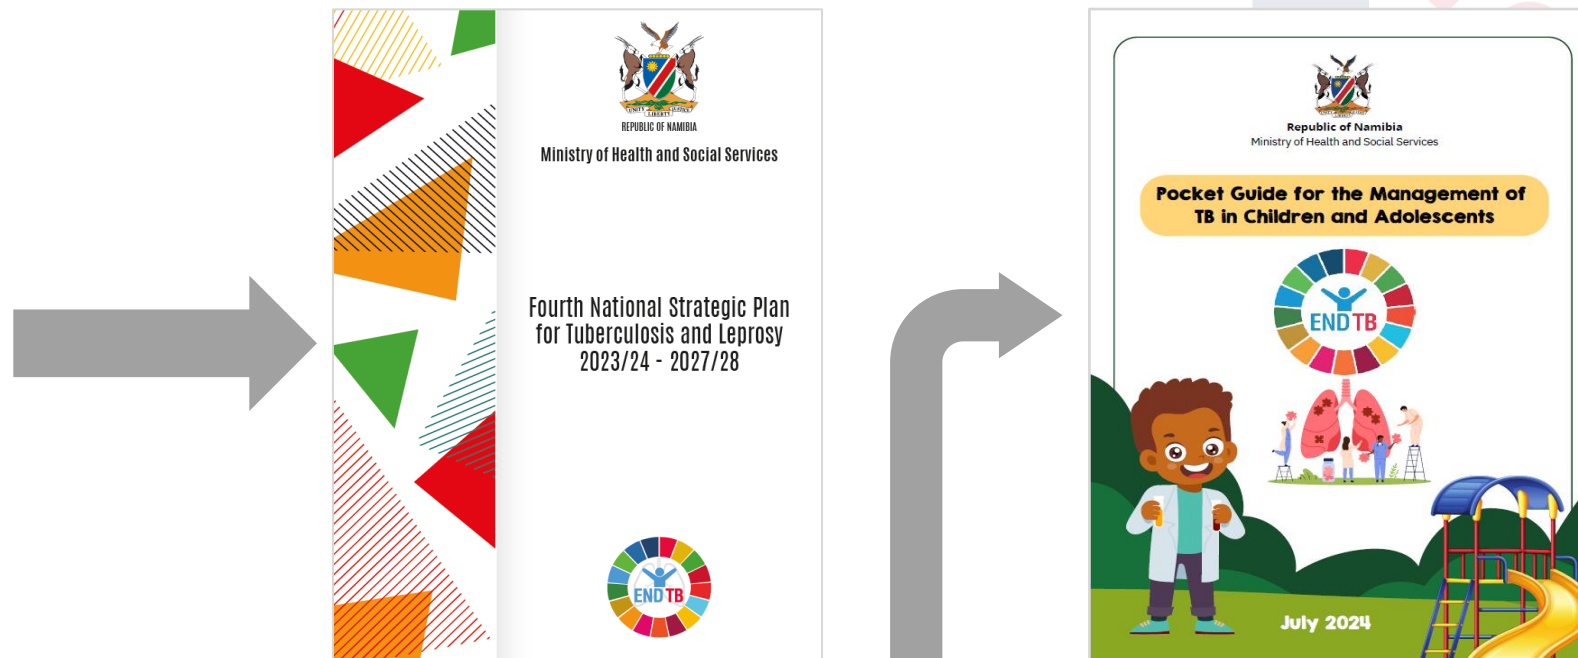 UNITY LIBERTY JUSTICE
REPUBLIC OF NAMIBIA
Ministry of Health and Social Services
Fourth National Strategic Plan
for Tuberculosis and Leprosy
2023/24 - 2027/28
END TB
Republic of Namibia
Ministry of Health and Social Services
Pocket Guide for the Management of
TB in Children and Adolescents
END TB
July 2024